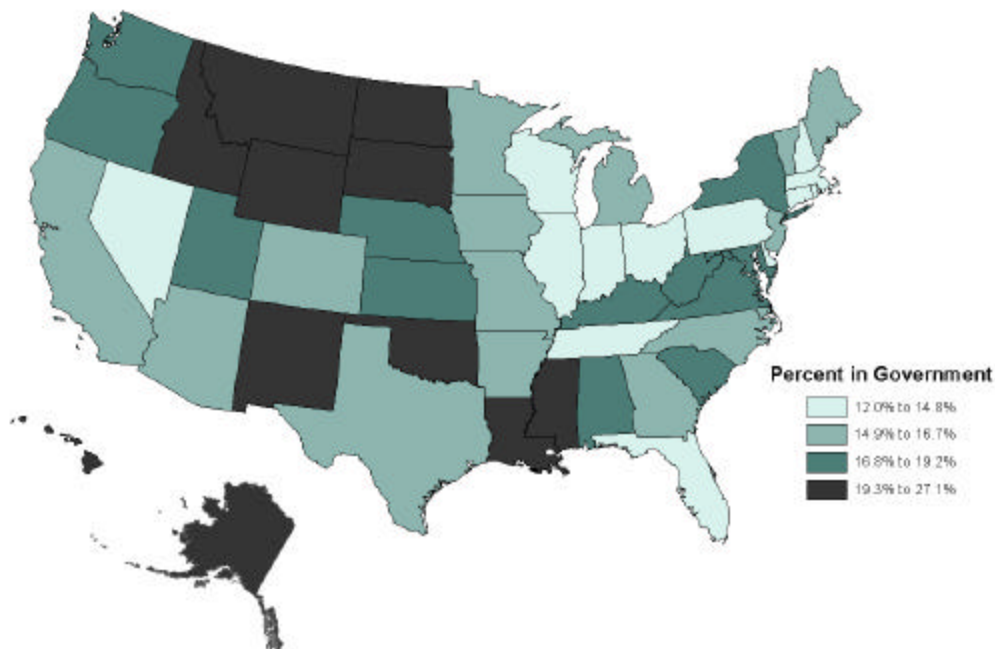 Percent in Government
12.0% to 14.8%
14.9% to 16.7%
16.8% to 19.2%
19.3% to 27.1%